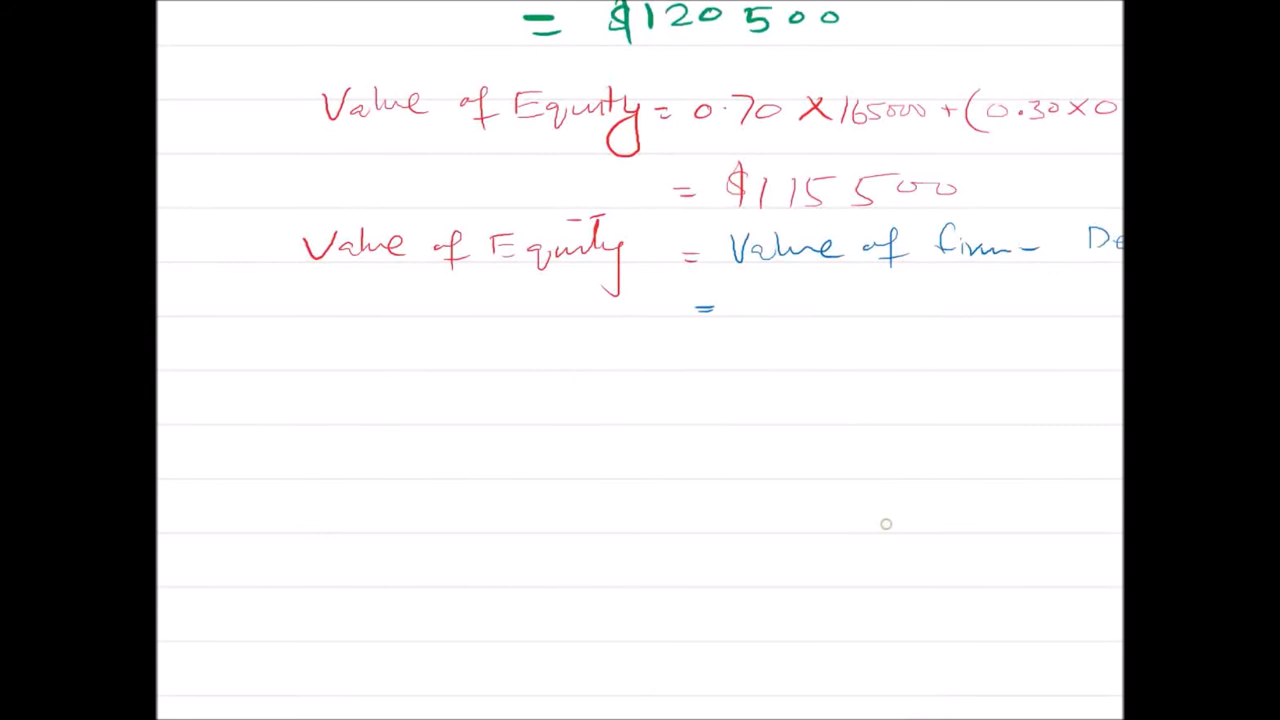 = $120 500
Value of Equity = 0.70 X 165000 + (0.30 X 0
= $115 500
Value of Equity = Value of firm - De
=